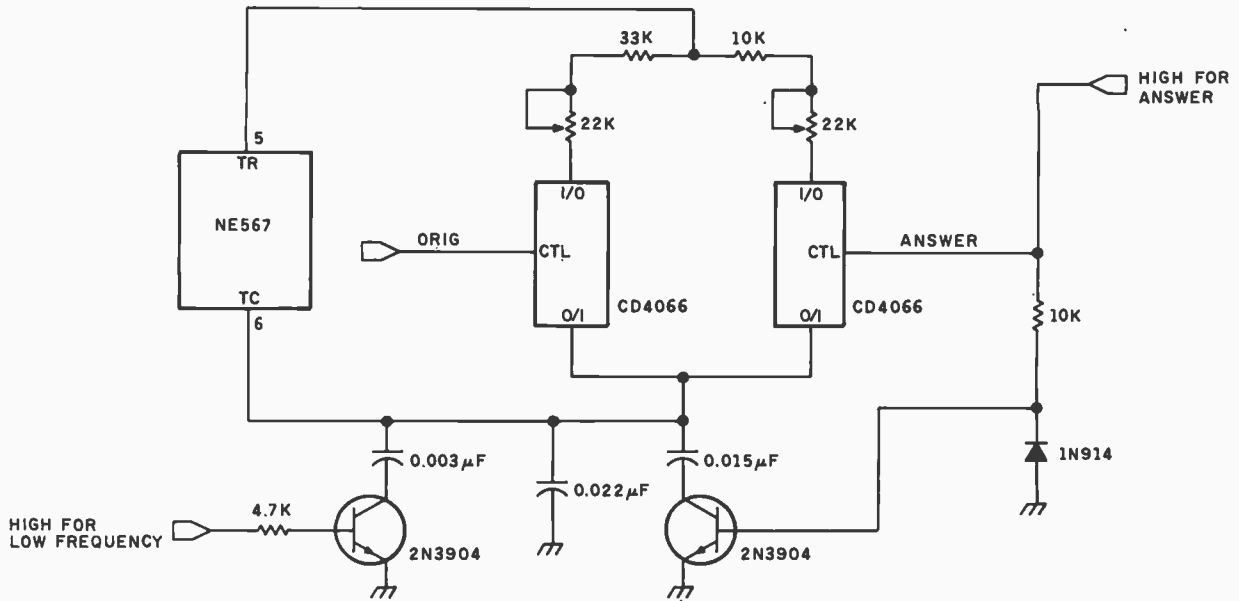 33K
10K
HIGH FOR
ANSWER
22K
22K
5
TR
NE567
TC
6
I/O
CTL
O/I
CD4066
ORIG
I/O
CTL
O/I
CD4066
ANSWER
10K
1N914
0.003µF
0.022µF
0.015µF
4.7K
HIGH FOR
LOW FREQUENCY
2N3904
2N3904